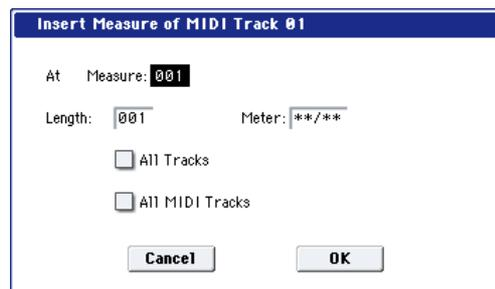 Insert Measure of MIDI Track 01
At Measure: 001
Length: 001 Meter: **/**
All Tracks
All MIDI Tracks
Cancel OK